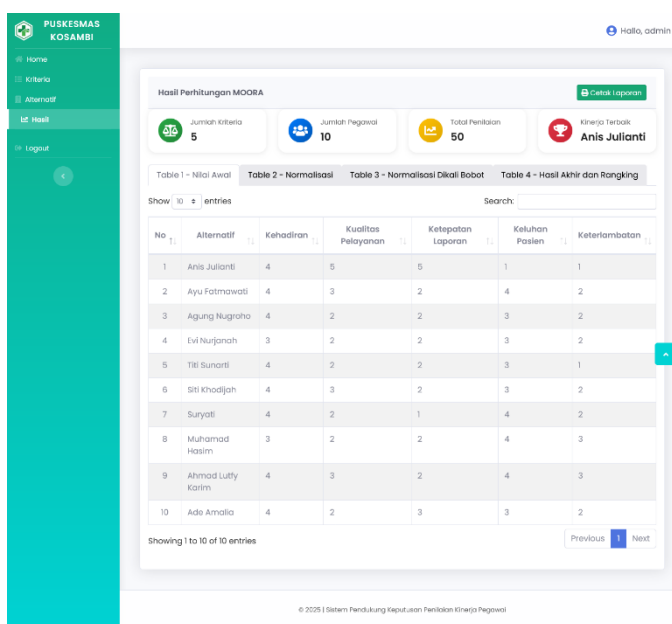 PUSKESMAS
KOSAMBI
Hallo, admin
Home
Kriteria
Alternatif
Hasil
Logout
Hasil Perhitungan MOORA
Cetak Laporan
Jumlah Kriteria
5
Jumlah Pegawai
10
Total Penilaian
50
Kinerja Terbaik
Anis Julianti
Table 1 - Nilai Awal Table 2 - Normalisasi Table 3 - Normalisasi Dikali Bobot Table 4 - Hasil Akhir dan Rangking
Show 10 entries Search:
No Alternatif Kehadiran Kualitas Pelayanan Ketepatan Laporan Keluhan Pasien Keterlambatan
1 Anis Julianti 4 5 5 1 1
2 Ayu Fatmawati 4 3 2 4 2
3 Agung Nugroho 4 2 2 3 2
4 Evi Nurjanah 3 2 2 3 2
5 Titi Sunarti 4 2 2 3 1
6 Siti Khodijah 4 3 2 3 2
7 Suryati 4 2 1 4 2
8 Muhamad Hasim 3 2 2 4 3
9 Ahmad Lutfy Karim 4 3 2 4 3
10 Ade Amalia 4 2 3 3 2
Showing 1 to 10 of 10 entries
Previous 1 Next
© 2025 | Sistem Pendukung Keputusan Penilaian Kinerja Pegawai